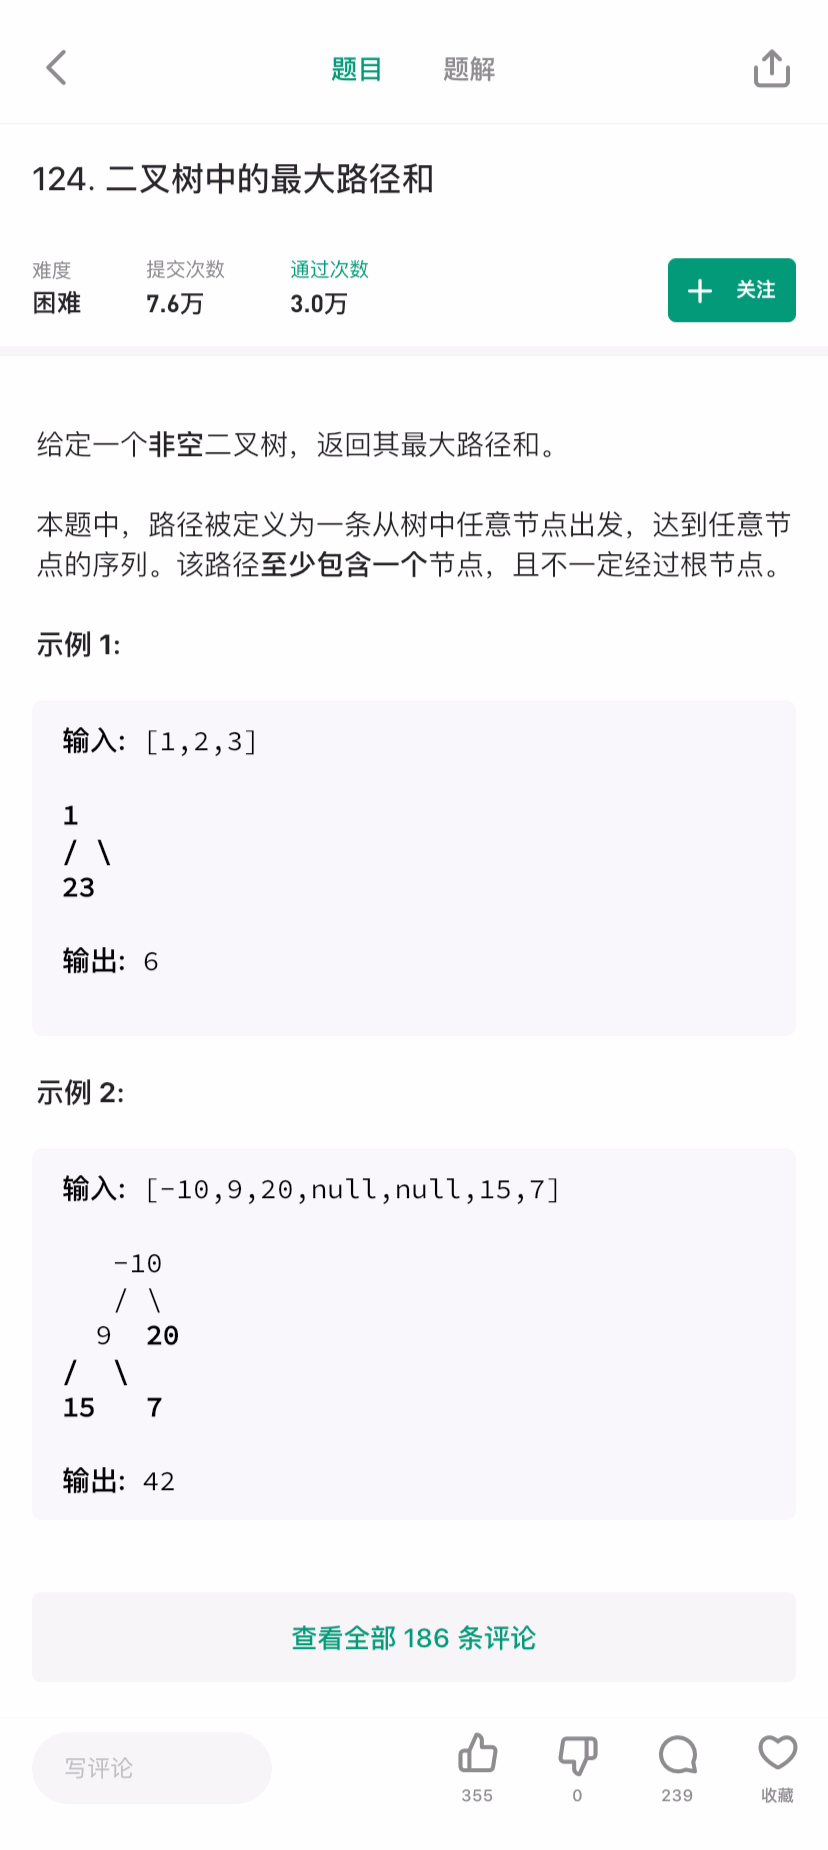 题目 题解
124. 二叉树中的最大路径和
难度 提交次数 通过次数
困难 7.6万 3.0万
关注
给定一个非空二叉树，返回其最大路径和。
本题中，路径被定义为一条从树中任意节点出发，达到任意节
点的序列。该路径至少包含一个节点，且不一定经过根节点。
示例 1:
输入: [1,2,3]
1
/ \
23
输出: 6
示例 2:
输入: [-10,9,20,null,null,15,7]
-10
/ \
9 20
/ \
15 7
输出: 42
查看全部 186 条评论
写评论
355 0 239 收藏